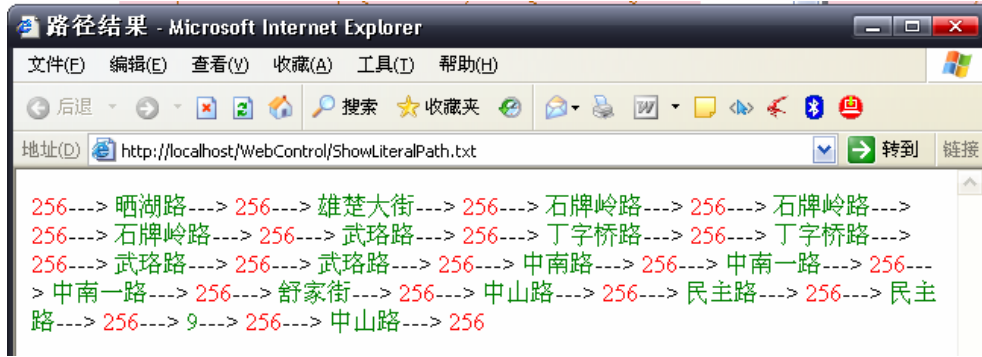 路径结果 - Microsoft Internet Explorer
文件(F) 编辑(E) 查看(V) 收藏(A) 工具(T) 帮助(H)
后退 搜索 收藏夹
地址(D) http://localhost/WebControl/ShowLiteralPath.txt 转到 链接
256---> 晒湖路---> 256---> 雄楚大街---> 256---> 石牌岭路---> 256---> 石牌岭路--->
256---> 石牌岭路---> 256---> 武珞路---> 256---> 丁字桥路---> 256---> 丁字桥路--->
256---> 武珞路---> 256---> 武珞路---> 256---> 中南路---> 256---> 中南一路---> 256---
> 中南一路---> 256---> 舒家街---> 256---> 中山路---> 256---> 民主路---> 256---> 民主
路---> 256---> 9---> 256---> 中山路---> 256